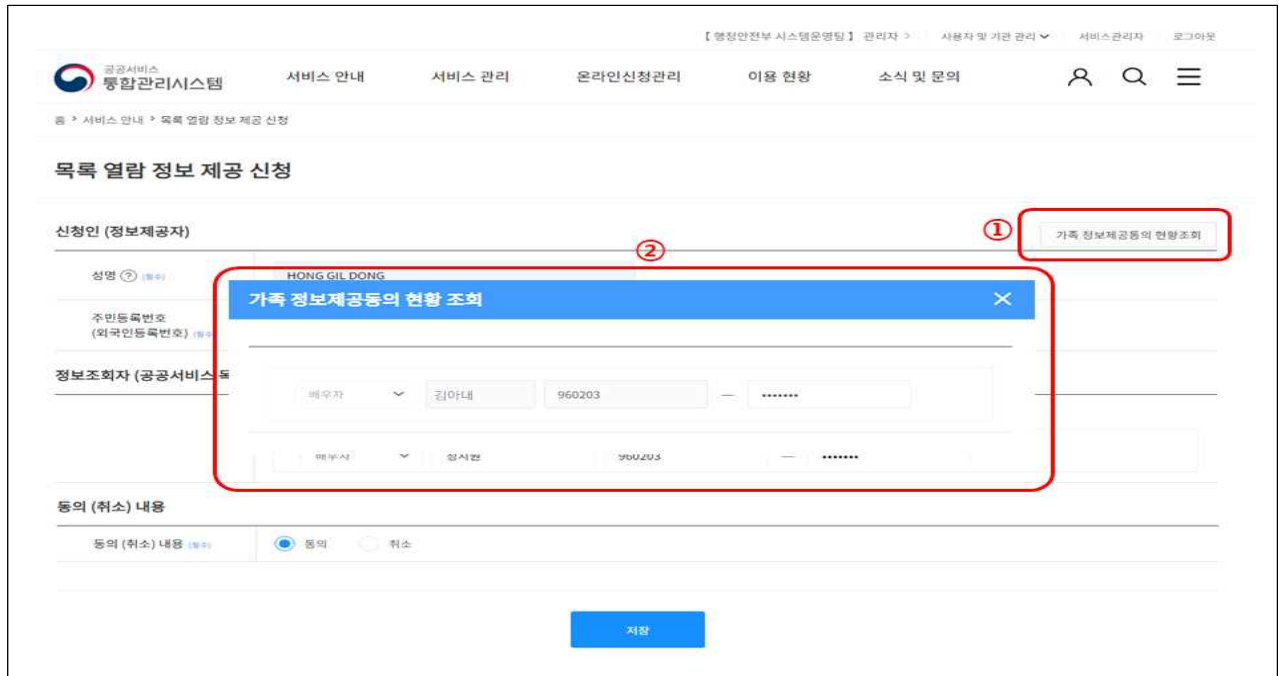 【 행정안전부 시스템운영팀 】 관리자 > 사용자 및 기관 관리 서비스관리자 로그아웃
공공서비스
통합관리시스템 서비스 안내 서비스 관리 온라인신청관리 이용 현황 소식 및 문의
홈 > 서비스 안내 > 목록 열람 정보 제공 신청
목록 열람 정보 제공 신청
신청인 (정보제공자) ① 가족 정보제공동의 현황조회
②
성명 ? (필수) HONG GIL DONG
가족 정보제공동의 현황 조회
주민등록번호
(외국인등록번호) (필수
정보조회자 (공공서비스
배우자 김아내 960203 — •••••••
배우자 정지원 960203 — •••••••
동의 (취소) 내용
동의 (취소) 내용 (필수) 동의 취소
저장